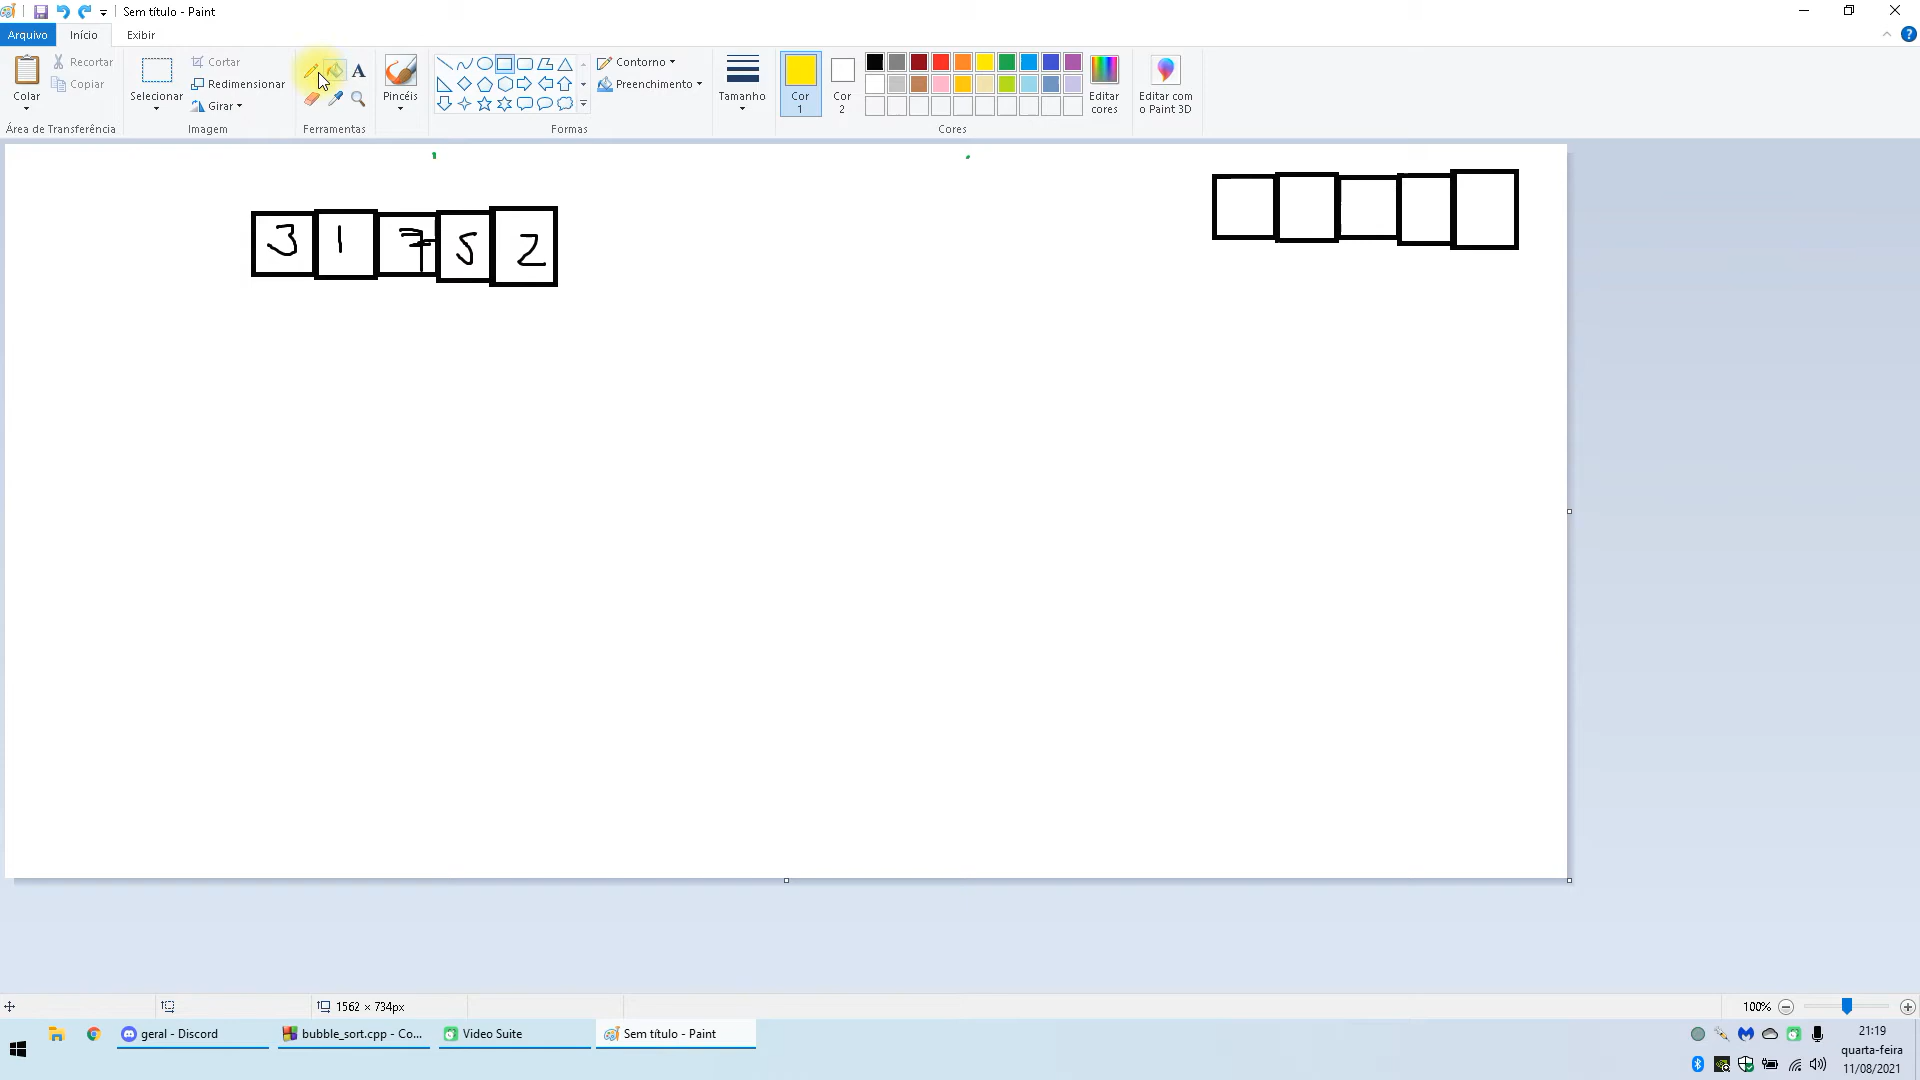 Sem título - Paint
Arquivo Início Exibir
Colar
Recortar
Copiar
Área de Transferência
Selecionar
Cortar
Redimensionar
Girar
Imagem
A
Ferramentas
Pincéis
Contorno
Preenchimento
Formas
Tamanho
Cor 1
Cor 2
Editar cores
Cores
Editar com o Paint 3D
3 1 7 5 2
1562 × 734px
100%
geral - Discord
bubble_sort.cpp - Co...
Video Suite
Sem título - Paint
21:19
quarta-feira
11/08/2021